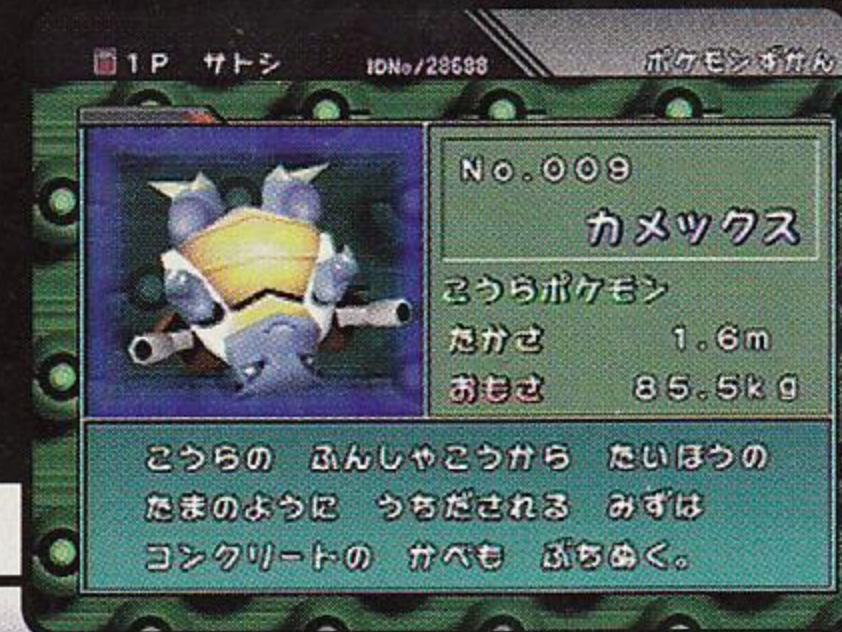 1P サトシ IDNo/28688 ポケモンずかん
No.009
カメックス
こうらポケモン
たかさ 1.6m
おもさ 85.5kg
こうらの ふんしゃこうから たいほうの
たまのように うちだされる みずは
コンクリートの かべも ぶちぬく。